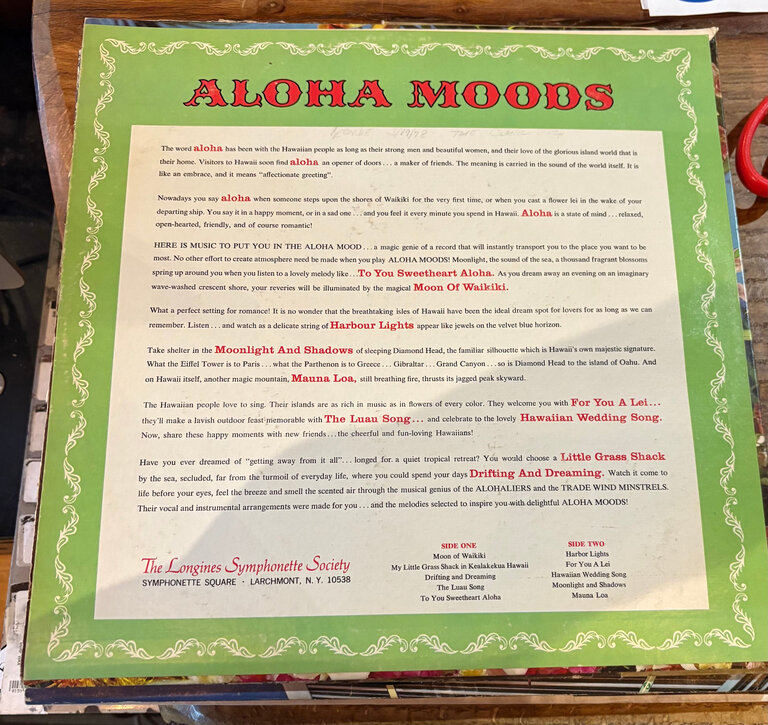 ALOHA MOODS
The word aloha has been with the Hawaiian people as long as their strong men and beautiful women, and their love of the glorious island world that is
their home. Visitors to Hawaii soon find aloha an opener of doors . . . a maker of friends. The meaning is carried in the sound of the world itself. It is
like an embrace, and it means "affectionate greeting".
Nowadays you say aloha when someone steps upon the shores of Waikiki for the very first time, or when you cast a flower lei in the wake of your
departing ship. You say it in a happy moment, or in a sad one . . . and you feel it every minute you spend in Hawaii. Aloha is a state of mind . . . relaxed,
open-hearted, friendly, and of course romantic!
HERE IS MUSIC TO PUT YOU IN THE ALOHA MOOD . . . a magic genie of a record that will instantly transport you to the place you want to be
most. No other effort to create atmosphere need be made when you play ALOHA MOODS! Moonlight, the sound of the sea, a thousand fragrant blossoms
spring up around you when you listen to a lovely melody like . . . To You Sweetheart Aloha. As you dream away an evening on an imaginary
wave-washed crescent shore, your reveries will be illuminated by the magical Moon Of Waikiki.
What a perfect setting for romance! It is no wonder that the breathtaking isles of Hawaii have been the ideal dream spot for lovers for as long as we can
remember. Listen . . . and watch as a delicate string of Harbour Lights appear like jewels on the velvet blue horizon.
Take shelter in the Moonlight And Shadows of sleeping Diamond Head, the familiar silhouette which is Hawaii's own majestic signature.
What the Eiffel Tower is to Paris . . . what the Parthenon is to Greece . . . Gibraltar . . . Grand Canyon . . . so is Diamond Head to the island of Oahu. And
on Hawaii itself, another magic mountain, Mauna Loa, still breathing fire, thrusts its jagged peak skyward.
The Hawaiian people love to sing. Their islands are as rich in music as in flowers of every color. They welcome you with For You A Lei . . .
they'll make a lavish outdoor feast memorable with The Luau Song . . . and celebrate to the lovely Hawaiian Wedding Song.
Now, share these happy moments with new friends . . . the cheerful and fun-loving Hawaiians!
Have you ever dreamed of "getting away from it all" . . . longed for a quiet tropical retreat? You would choose a Little Grass Shack
by the sea, secluded, far from the turmoil of everyday life, where you could spend your days Drifting And Dreaming. Watch it come to
life before your eyes, feel the breeze and smell the scented air through the musical genius of the ALOHALIERS and the TRADE WIND MINSTRELS.
Their vocal and instrumental arrangements were made for you . . . and the melodies selected to inspire you with delightful ALOHA MOODS!
The Longines Symphonette Society
SYMPHONETTE SQUARE · LARCHMONT, N. Y. 10538
SIDE ONE
Moon of Waikiki
My Little Grass Shack in Kealakekua Hawaii
Drifting and Dreaming
The Luau Song
To You Sweetheart Aloha
SIDE TWO
Harbor Lights
For You A Lei
Hawaiian Wedding Song
Moonlight and Shadows
Mauna Loa